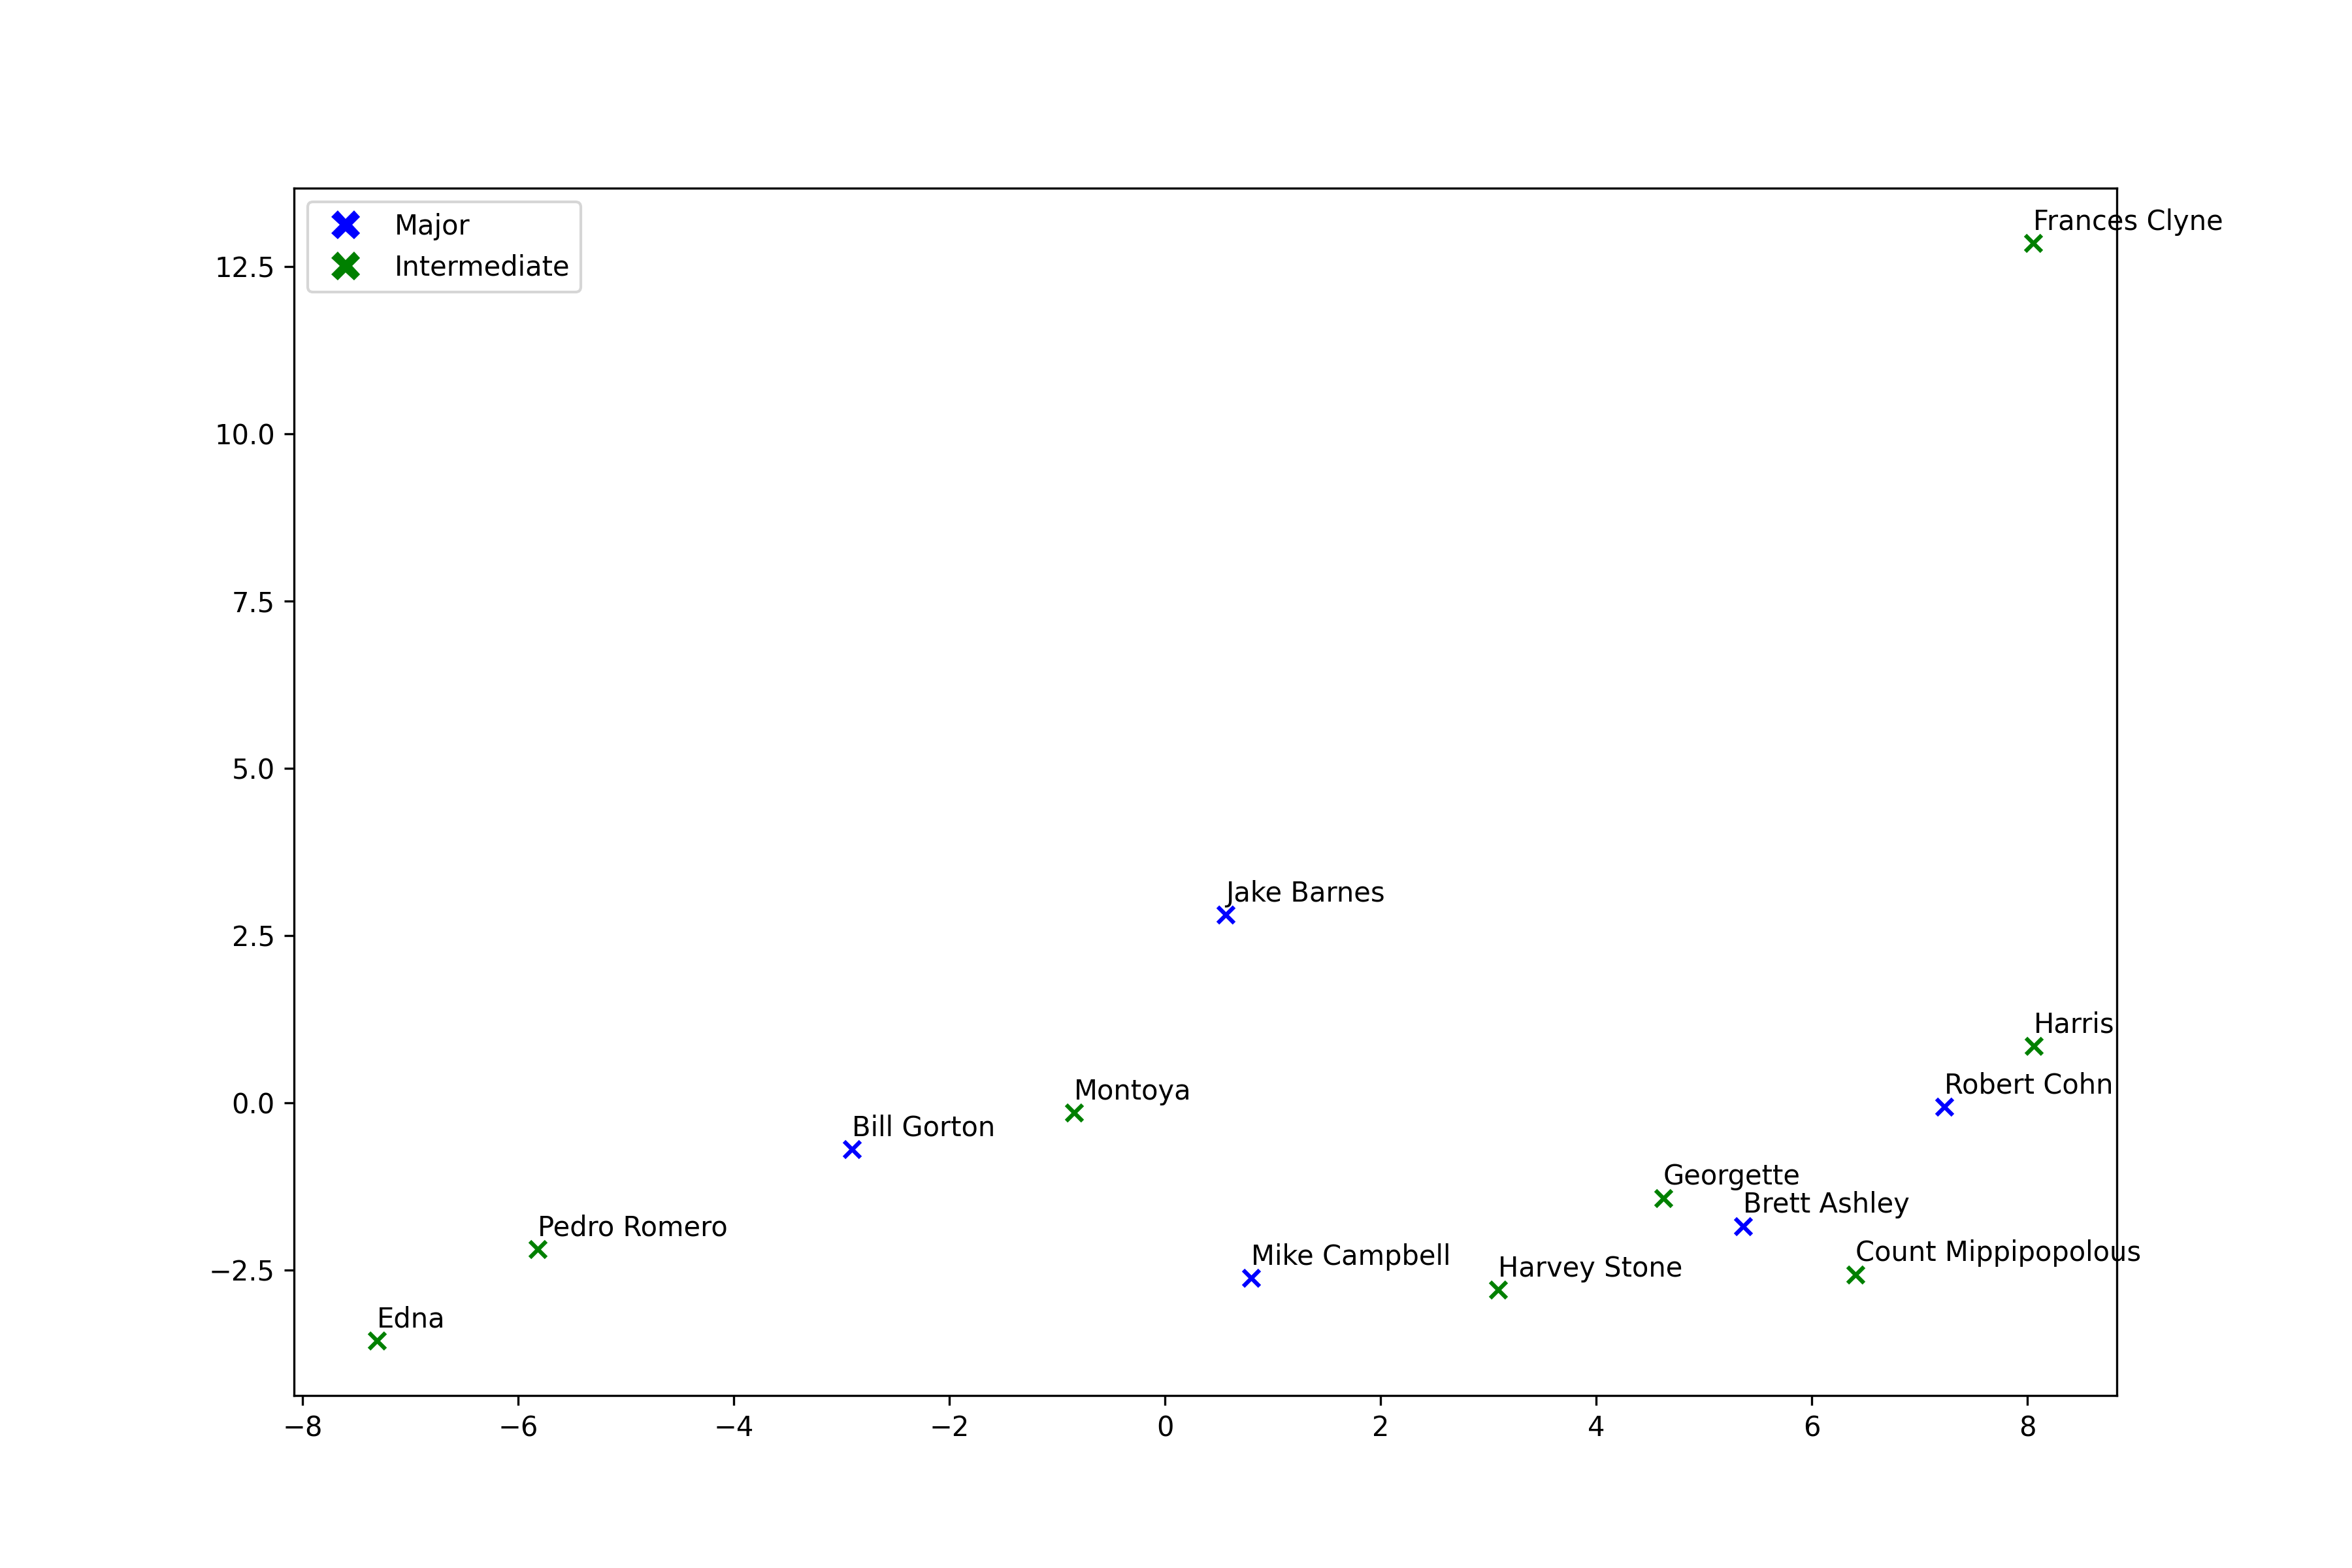 Major
Intermediate
Frances Clyne
12.5
10.0
7.5
5.0
Jake Barnes
2.5
Harris
Robert Cohn
Montoya
0.0
Bill Gorton
Georgette
Brett Ashley
Pedro Romero
Count Mippipopolous
Mike Campbell
Harvey Stone
−2.5
Edna
−8 −6 −4 −2 0 2 4 6 8